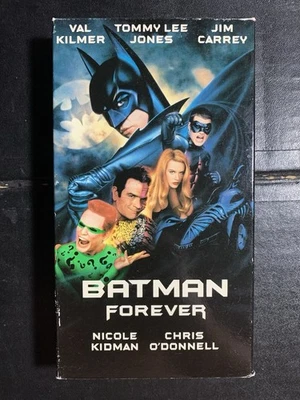 VAL KILMER TOMMY LEE JONES JIM CARREY
BATMAN
FOREVER
NICOLE KIDMAN CHRIS O'DONNELL